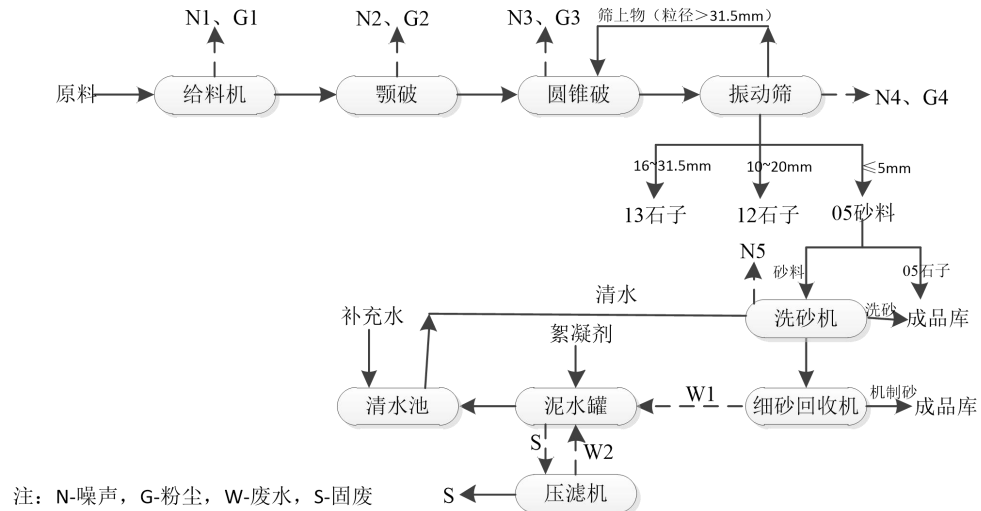 N1、G1
N2、G2
N3、G3
筛上物（粒径＞31.5mm）
原料
给料机
颚破
圆锥破
振动筛
N4、G4
16~31.5mm
10~20mm
≤5mm
13石子
12石子
05砂料
N5
砂料
05石子
清水
补充水
絮凝剂
洗砂机
洗砂
成品库
清水池
泥水罐
W1
细砂回收机
机制砂
成品库
S
W2
S
压滤机
注：N-噪声，G-粉尘，W-废水，S-固废